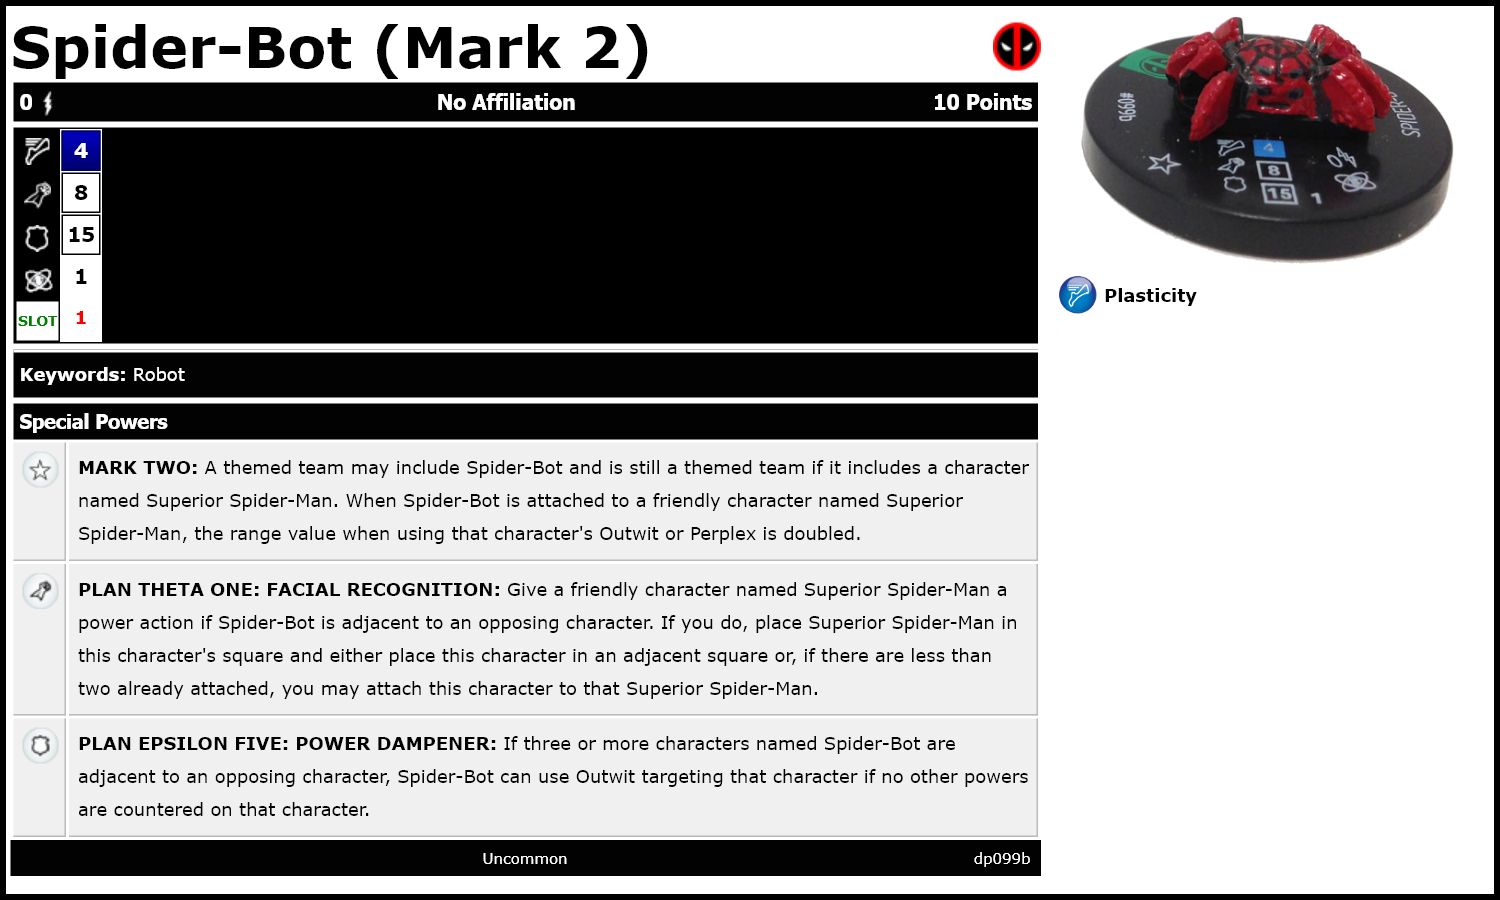 Spider-Bot (Mark 2)
0 No Affiliation 10 Points
4
8
15
1
SLOT 1
Keywords: Robot
Special Powers
MARK TWO: A themed team may include Spider-Bot and is still a themed team if it includes a character
named Superior Spider-Man. When Spider-Bot is attached to a friendly character named Superior
Spider-Man, the range value when using that character's Outwit or Perplex is doubled.
PLAN THETA ONE: FACIAL RECOGNITION: Give a friendly character named Superior Spider-Man a
power action if Spider-Bot is adjacent to an opposing character. If you do, place Superior Spider-Man in
this character's square and either place this character in an adjacent square or, if there are less than
two already attached, you may attach this character to that Superior Spider-Man.
PLAN EPSILON FIVE: POWER DAMPENER: If three or more characters named Spider-Bot are
adjacent to an opposing character, Spider-Bot can use Outwit targeting that character if no other powers
are countered on that character.
Uncommon dp099b
#099b
4
8
15
1
0
Plasticity